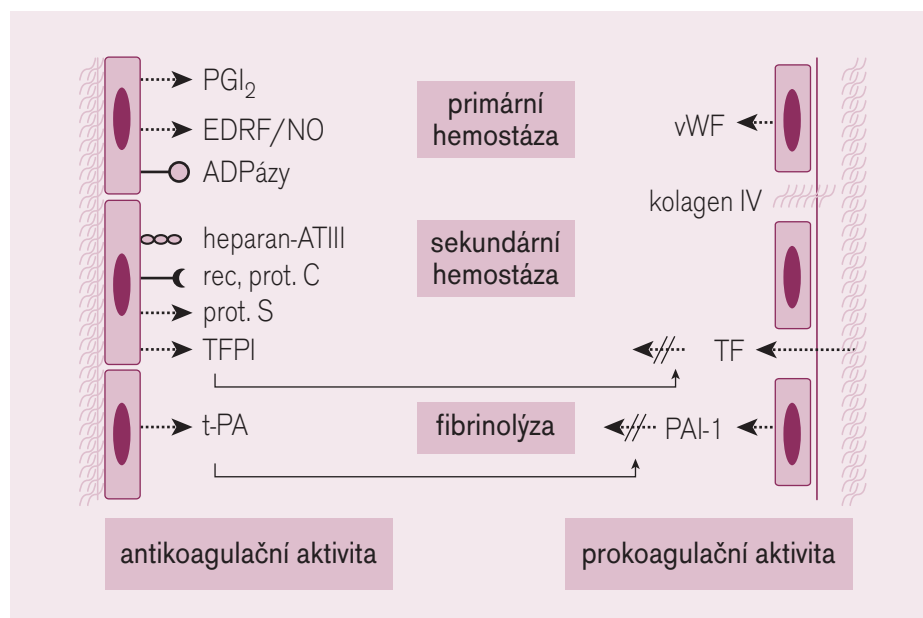 PGI₂
EDRF/NO
ADPázy
primární
hemostáza
vWF
kolagen IV
heparan-ATIII
rec, prot. C
prot. S
TFPI
sekundární
hemostáza
TF
t-PA
fibrinolýza
PAI-1
antikoagulační aktivita
prokoagulační aktivita